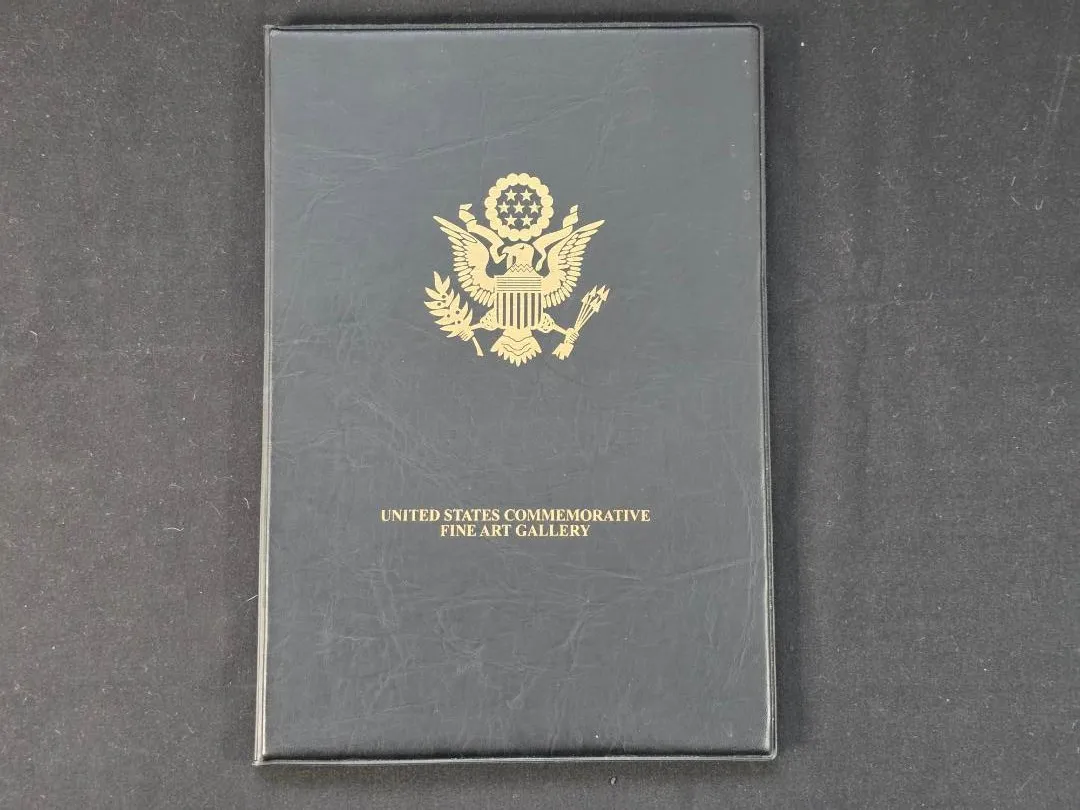 UNITED STATES COMMEMORATIVE
FINE ART GALLERY